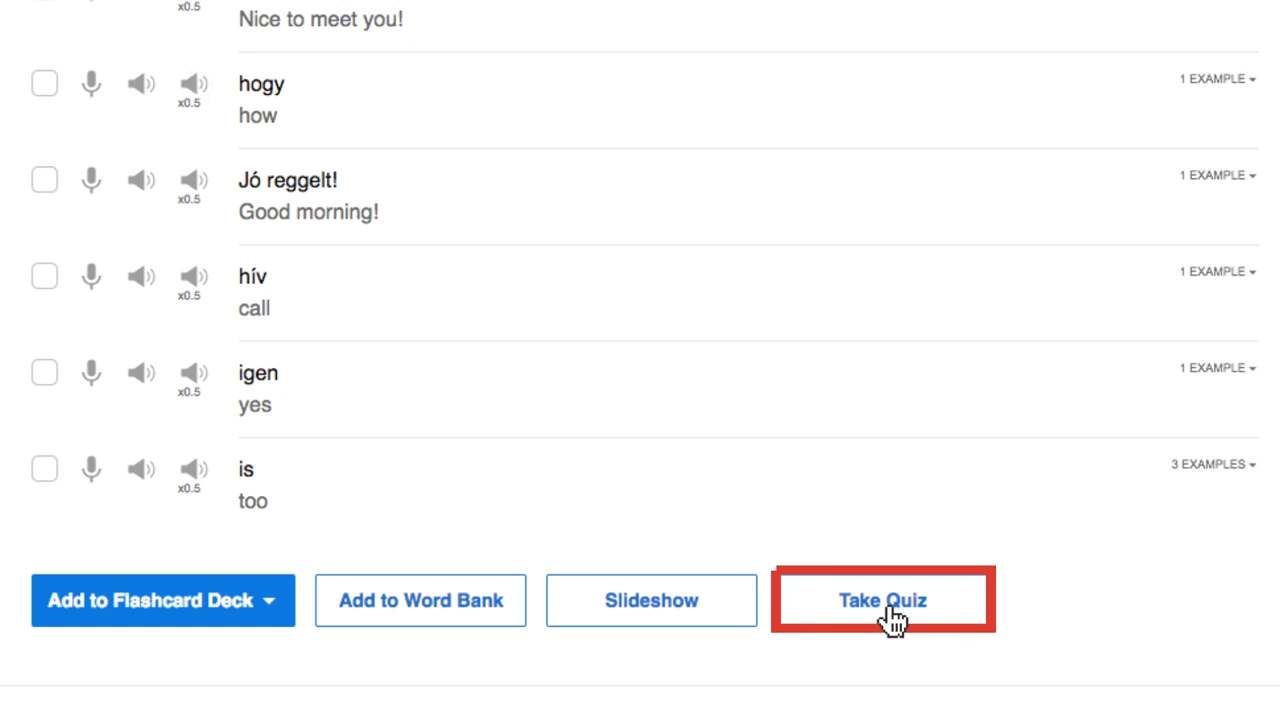 x0.5
Nice to meet you!
hogy
1 EXAMPLE
x0.5
how
Jó reggelt!
1 EXAMPLE
x0.5
Good morning!
hív
1 EXAMPLE
x0.5
call
igen
1 EXAMPLE
x0.5
yes
is
3 EXAMPLES
x0.5
too
Add to Flashcard Deck
Add to Word Bank
Slideshow
Take Quiz